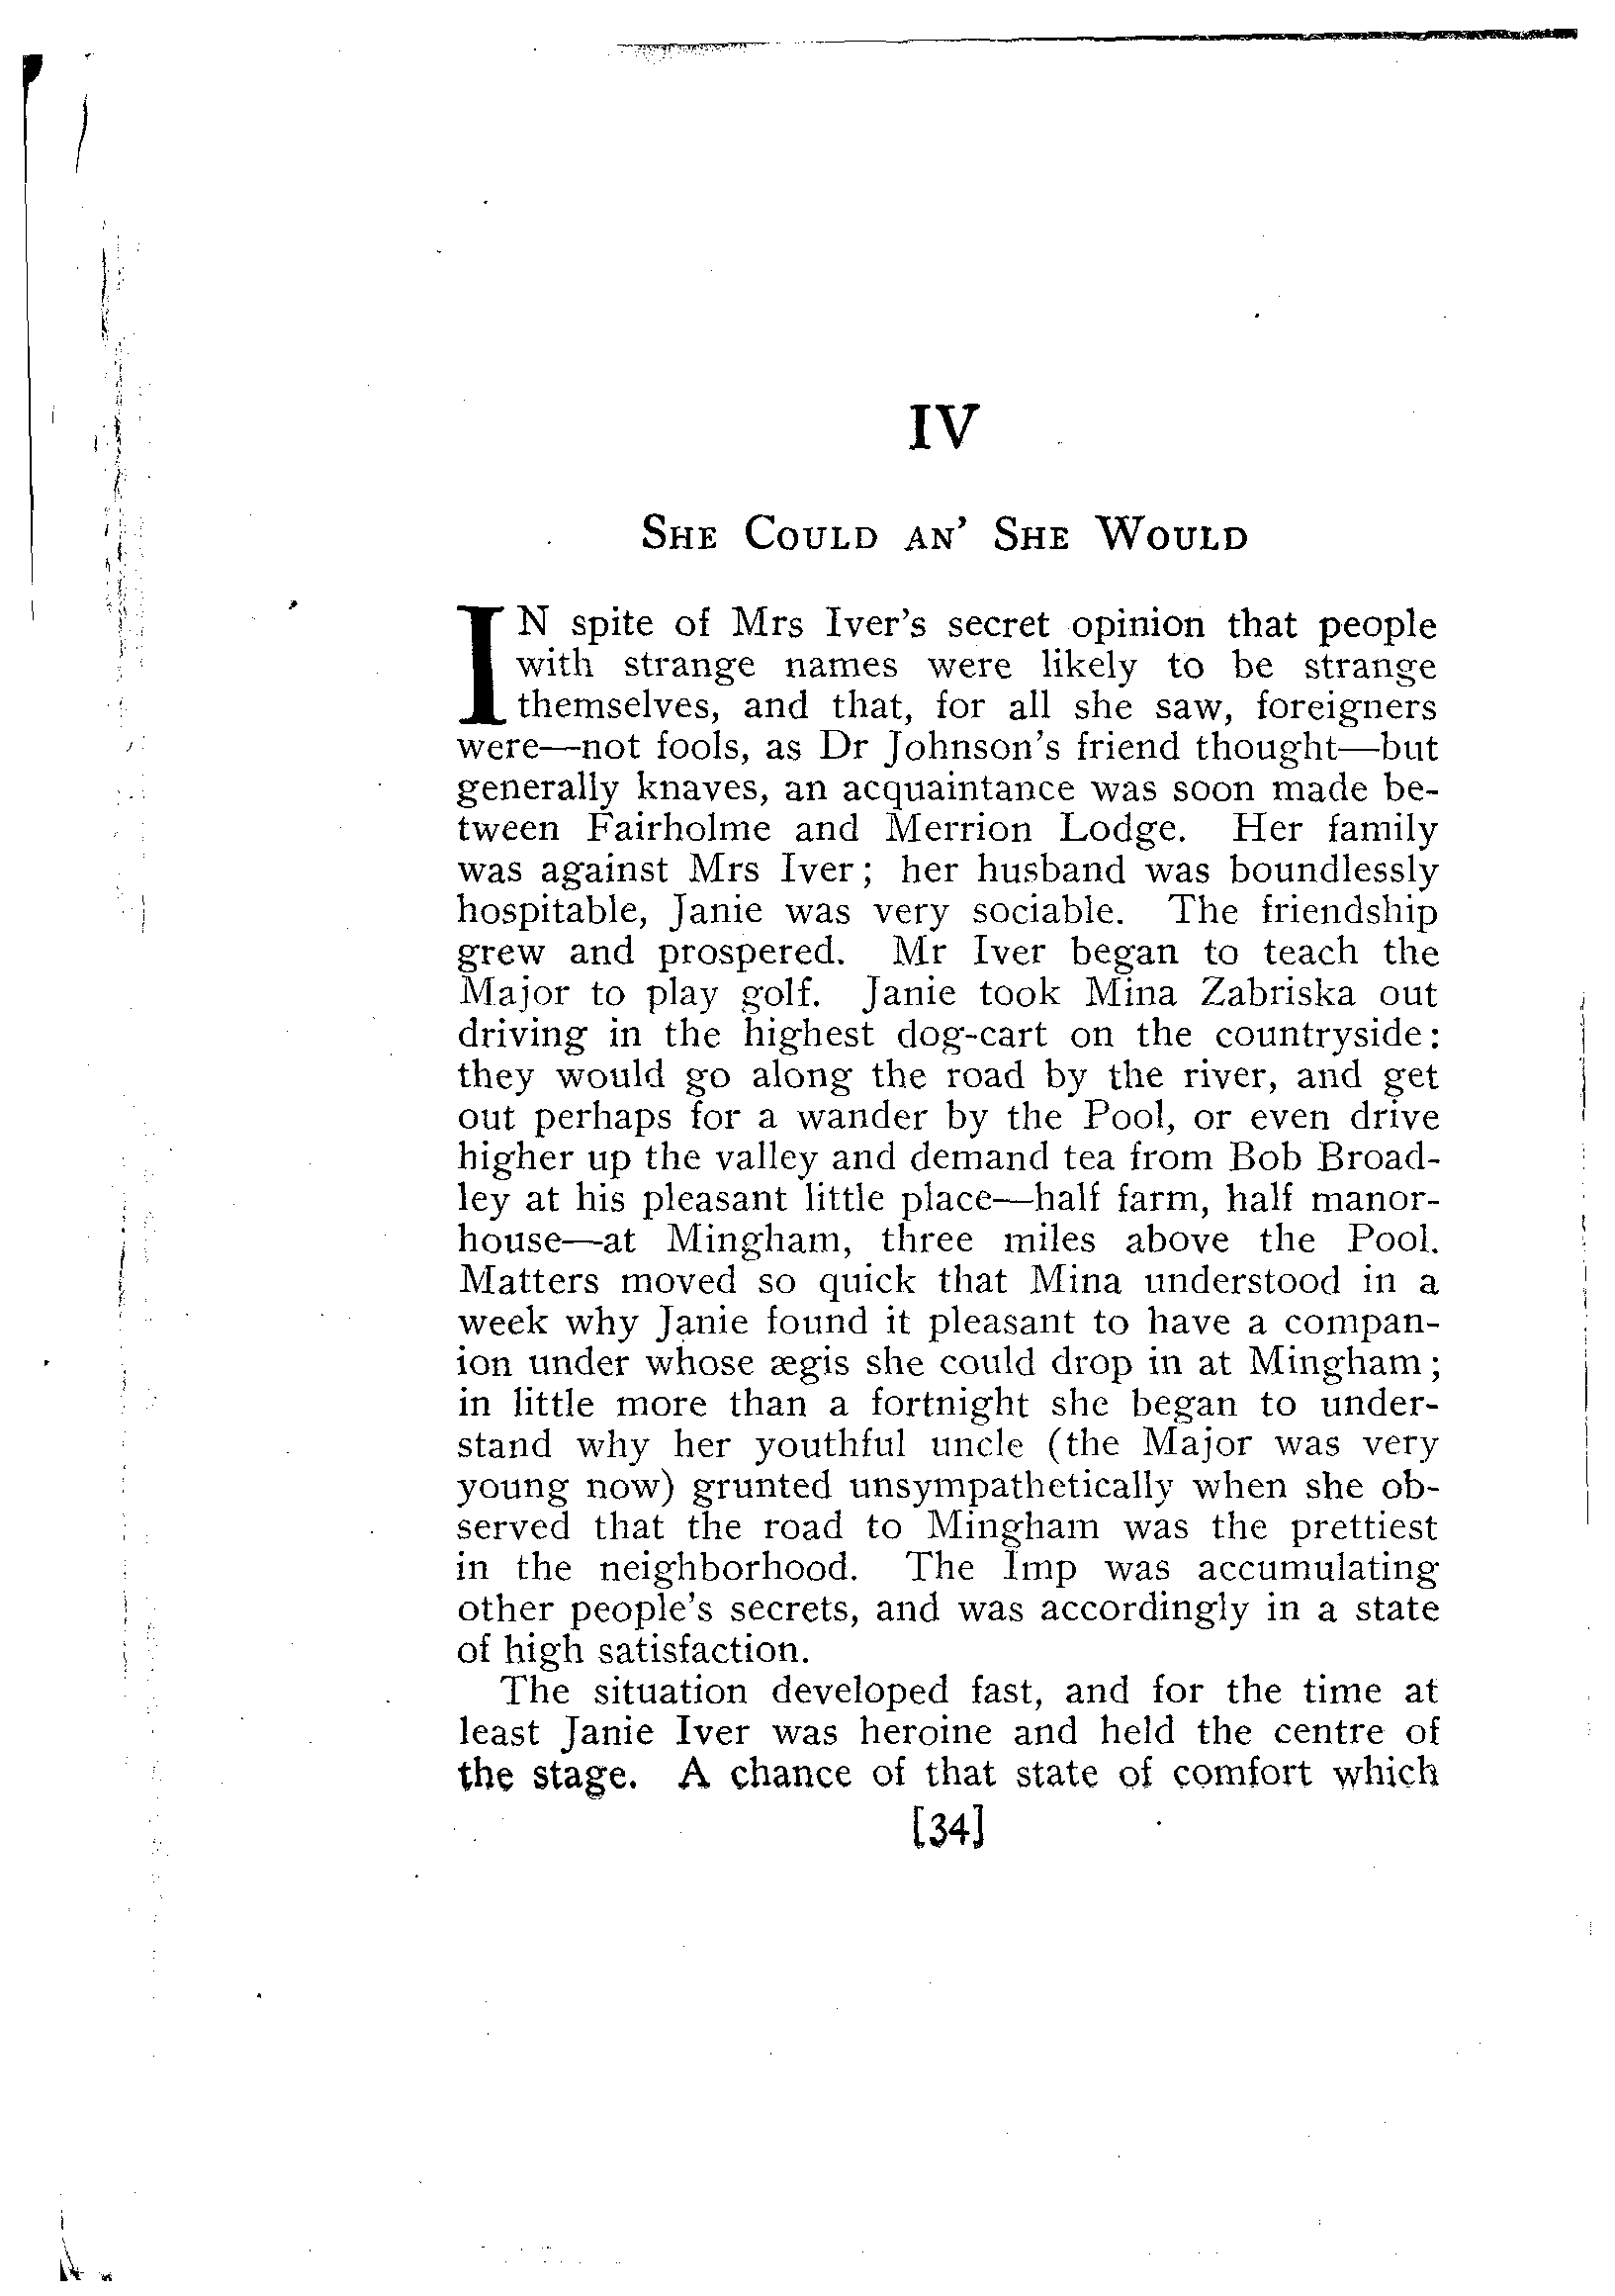 IV
She Could an' She Would
IN spite of Mrs Iver's secret opinion that people
with strange names were likely to be strange
themselves, and that, for all she saw, foreigners
were—not fools, as Dr Johnson's friend thought—but
generally knaves, an acquaintance was soon made be-
tween Fairholme and Merrion Lodge. Her family
was against Mrs Iver; her husband was boundlessly
hospitable, Janie was very sociable. The friendship
grew and prospered. Mr Iver began to teach the
Major to play golf. Janie took Mina Zabriska out
driving in the highest dog-cart on the countryside:
they would go along the road by the river, and get
out perhaps for a wander by the Pool, or even drive
higher up the valley and demand tea from Bob Broad-
ley at his pleasant little place—half farm, half manor-
house—at Mingham, three miles above the Pool.
Matters moved so quick that Mina understood in a
week why Janie found it pleasant to have a compan-
ion under whose ægis she could drop in at Mingham;
in little more than a fortnight she began to under-
stand why her youthful uncle (the Major was very
young now) grunted unsympathetically when she ob-
served that the road to Mingham was the prettiest
in the neighborhood. The Imp was accumulating
other people's secrets, and was accordingly in a state
of high satisfaction.
The situation developed fast, and for the time at
least Janie Iver was heroine and held the centre of
the stage. A chance of that state of comfort which
[34]